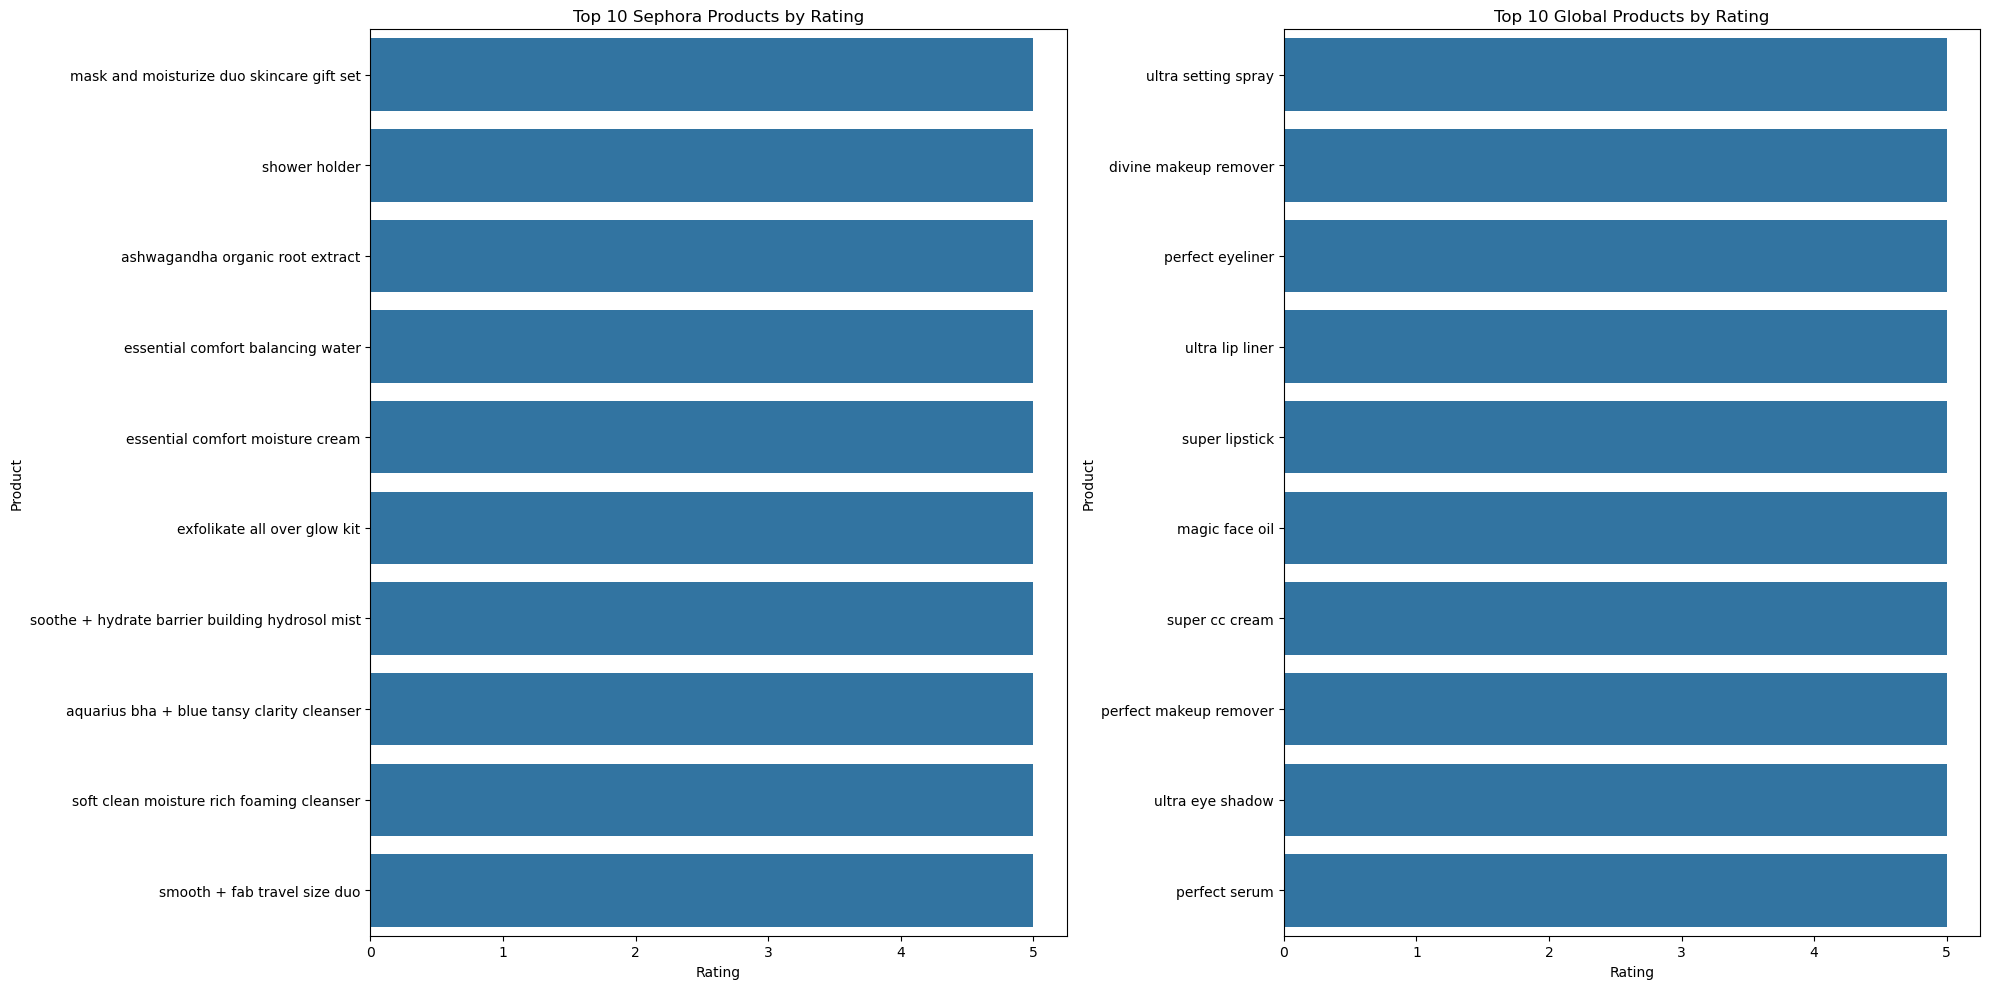 Top 10 Sephora Products by Rating
Product
mask and moisturize duo skincare gift set
shower holder
ashwagandha organic root extract
essential comfort balancing water
essential comfort moisture cream
exfolikate all over glow kit
soothe + hydrate barrier building hydrosol mist
aquarius bha + blue tansy clarity cleanser
soft clean moisture rich foaming cleanser
smooth + fab travel size duo
0 1 2 3 4 5
Rating
Top 10 Global Products by Rating
Product
ultra setting spray
divine makeup remover
perfect eyeliner
ultra lip liner
super lipstick
magic face oil
super cc cream
perfect makeup remover
ultra eye shadow
perfect serum
0 1 2 3 4 5
Rating